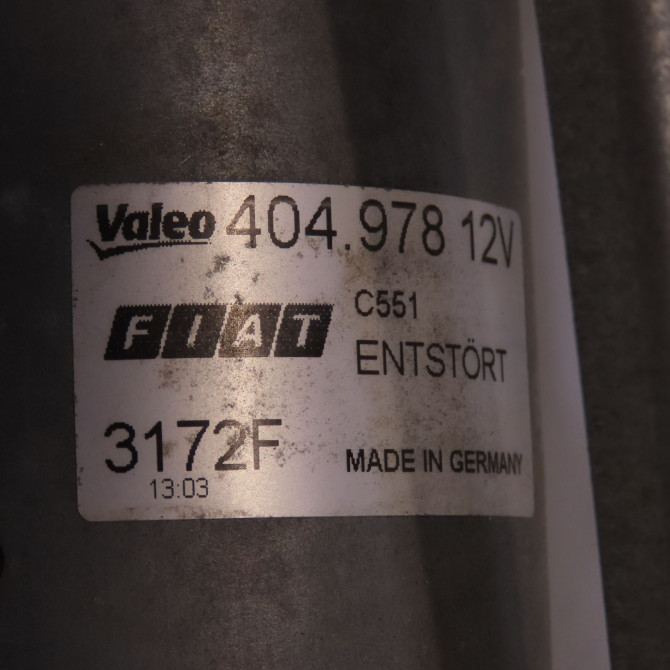 Valeo 404.978 12V
FIAT C551
ENTSTÖRT
3172F MADE IN GERMANY
13:03